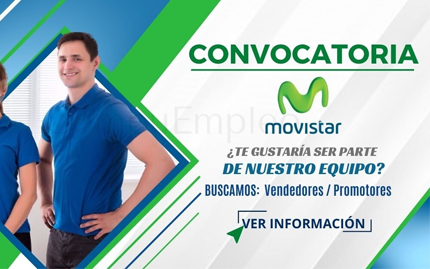 CONVOCATORIA
movistar
¿TE GUSTARÍA SER PARTE
DE NUESTRO EQUIPO?
BUSCAMOS: Vendedores / Promotores
VER INFORMACIÓN